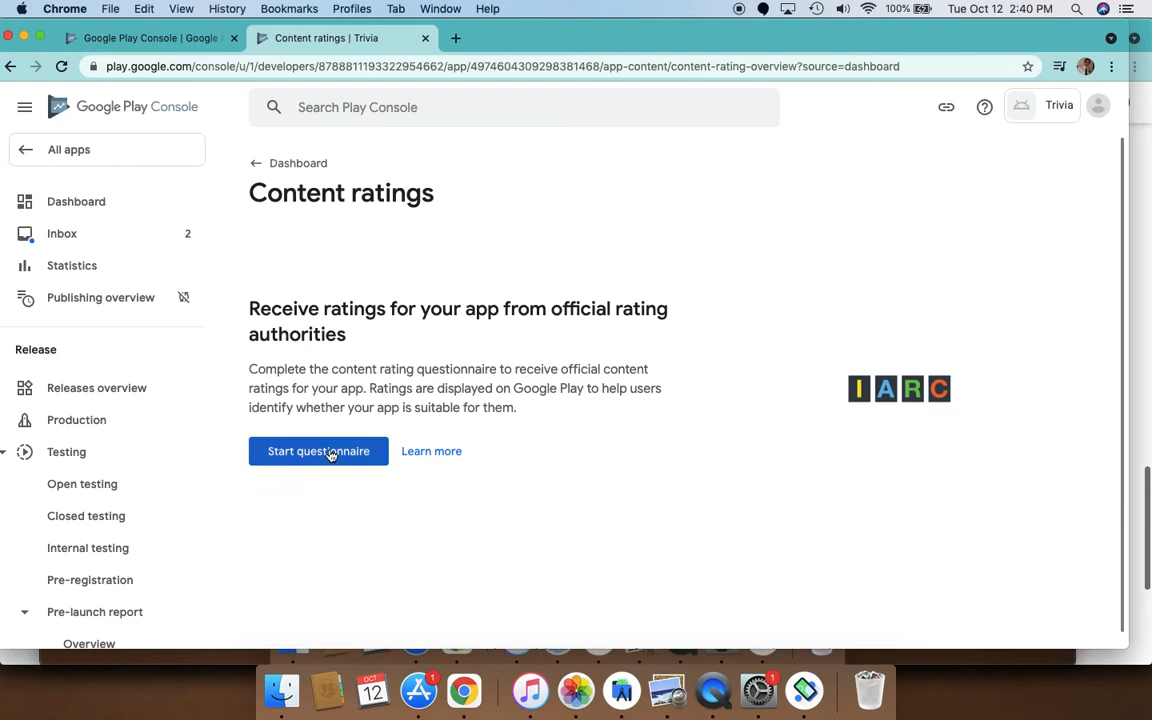 Chrome File Edit View History Bookmarks Profiles Tab Window Help 100% Tue Oct 12 2:40 PM
Google Play Console | Google Content ratings | Trivia
play.google.com/console/u/1/developers/8788811193322954662/app/4974604309298381468/app-content/content-rating-overview?source=dashboard
Google Play Console
Search Play Console
Trivia
All apps
Dashboard
Inbox 2
Statistics
Publishing overview
Release
Releases overview
Production
Testing
Open testing
Closed testing
Internal testing
Pre-registration
Pre-launch report
Overview
Dashboard
Content ratings
Receive ratings for your app from official rating
authorities
Complete the content rating questionnaire to receive official content
ratings for your app. Ratings are displayed on Google Play to help users
identify whether your app is suitable for them.
Start questionnaire Learn more
IARC
OCT
12
1
1